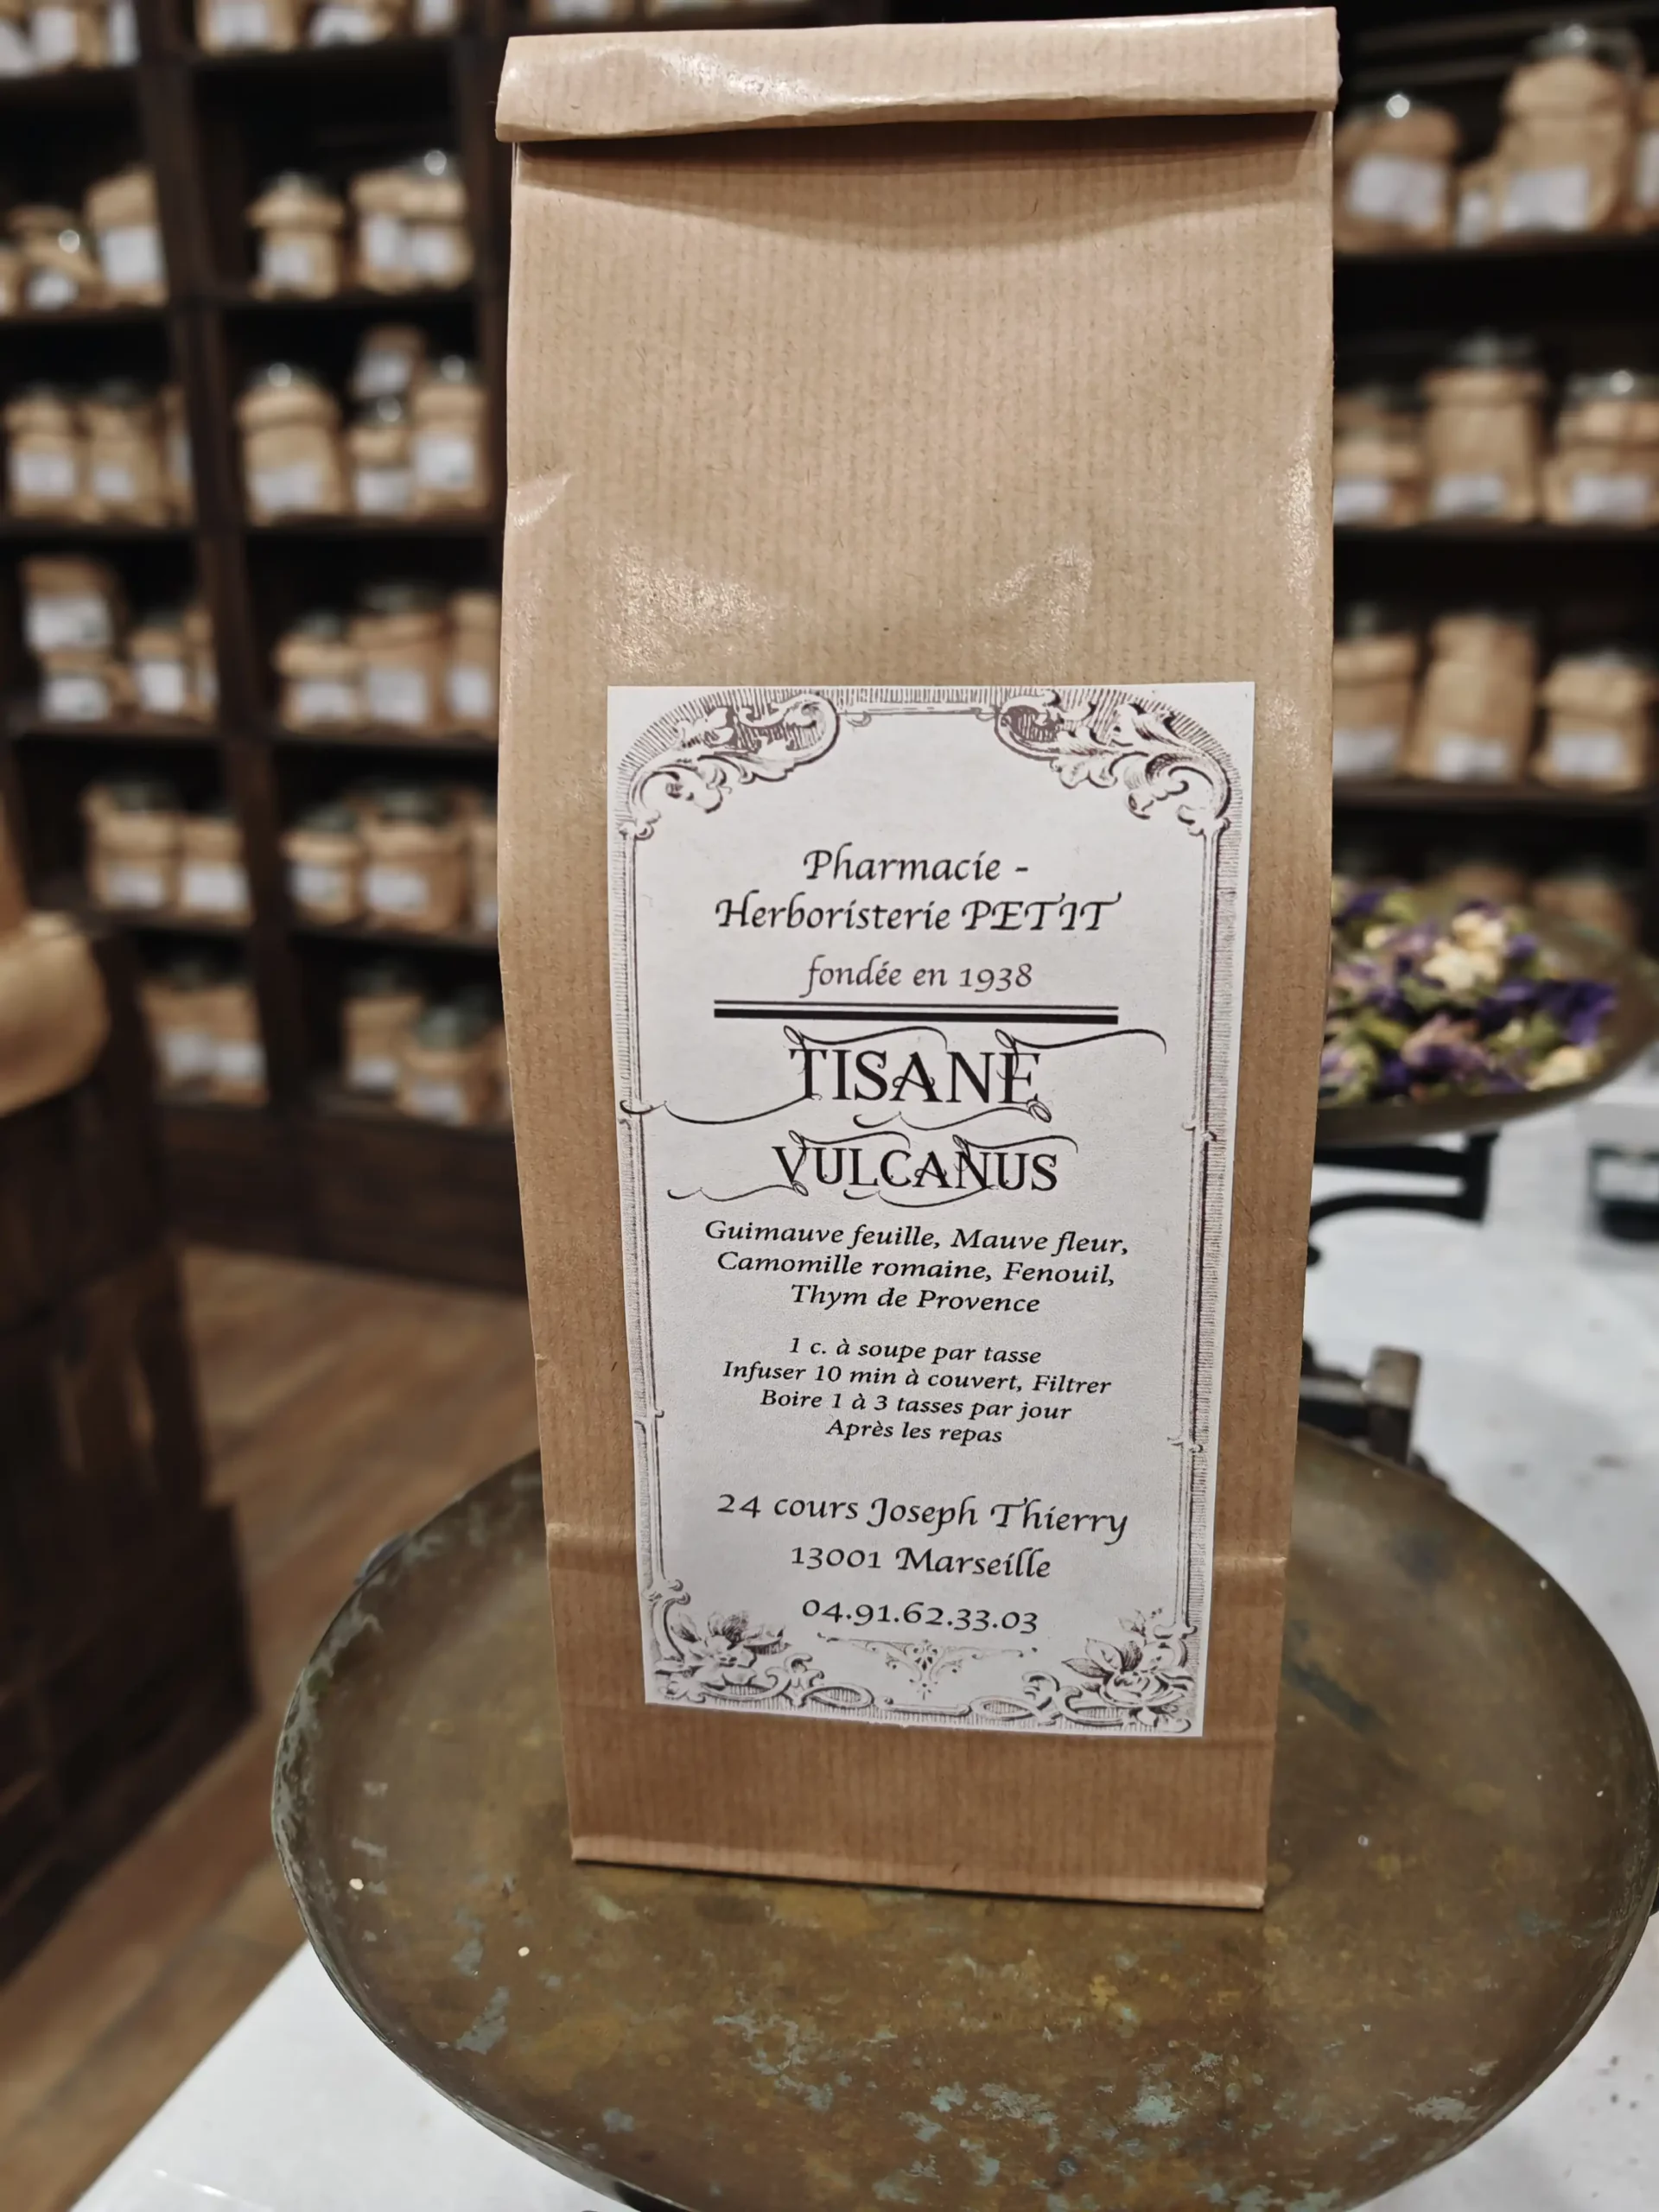 Pharmacie -
Herboristerie PETIT
fondée en 1938
TISANE
VULCANUS
Guimauve feuille, Mauve fleur,
Camomille romaine, Fenouil,
Thym de Provence
1 c. à soupe par tasse
Infuser 10 min à couvert, Filtrer
Boire 1 à 3 tasses par jour
Après les repas
24 cours Joseph Thierry
13001 Marseille
04.91.62.33.03